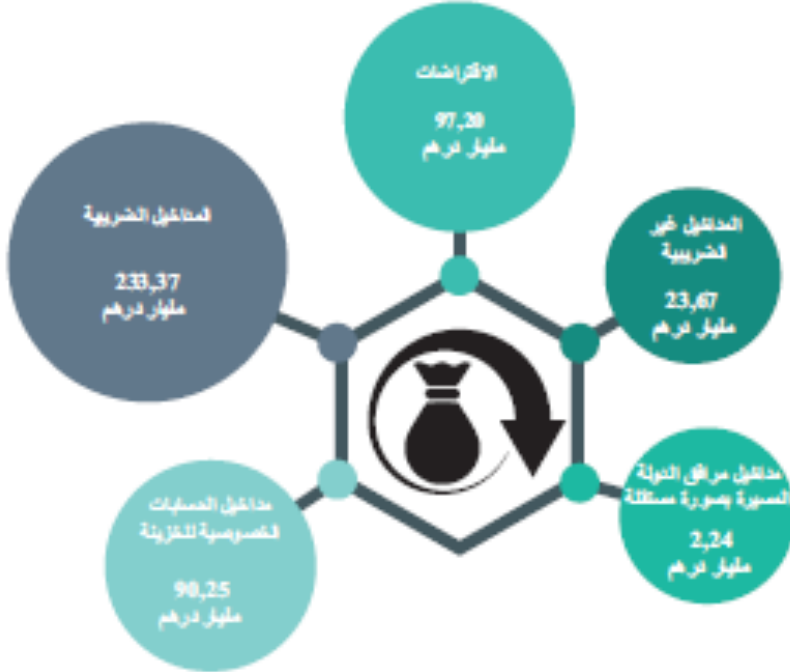 الاقتراضات
97,20
مليار درهم
المداخيل الضريبية
233,37
مليار درهم
المداخيل غير
الضريبية
23,67
مليار درهم
مداخيل مرافق الدولة
المسيرة بصورة مستقلة
2,24
مليار درهم
مداخيل الحسابات
الخصوصية للخزينة
90,25
مليار درهم